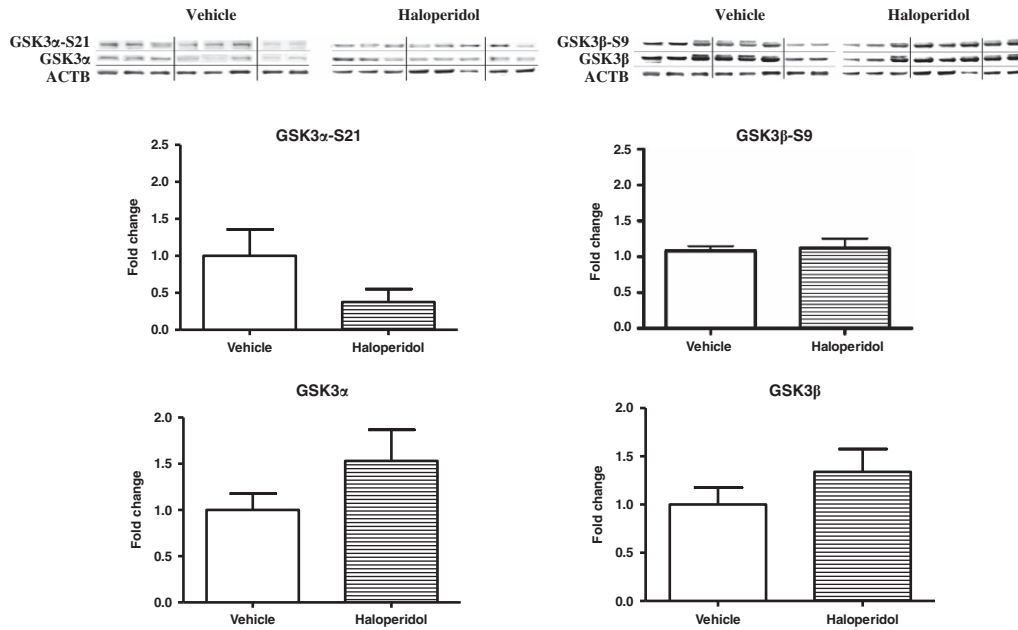 Vehicle Haloperidol
GSK3α-S21
GSK3α
ACTB
Vehicle Haloperidol
GSK3β-S9
GSK3β
ACTB
GSK3α-S21
Fold change
2.5
2.0
1.5
1.0
0.5
0.0
Vehicle Haloperidol
GSK3β-S9
Fold change
2.5
2.0
1.5
1.0
0.5
0.0
Vehicle Haloperidol
GSK3α
Fold change
2.0
1.5
1.0
0.5
0.0
Vehicle Haloperidol
GSK3β
Fold change
2.0
1.5
1.0
0.5
0.0
Vehicle Haloperidol